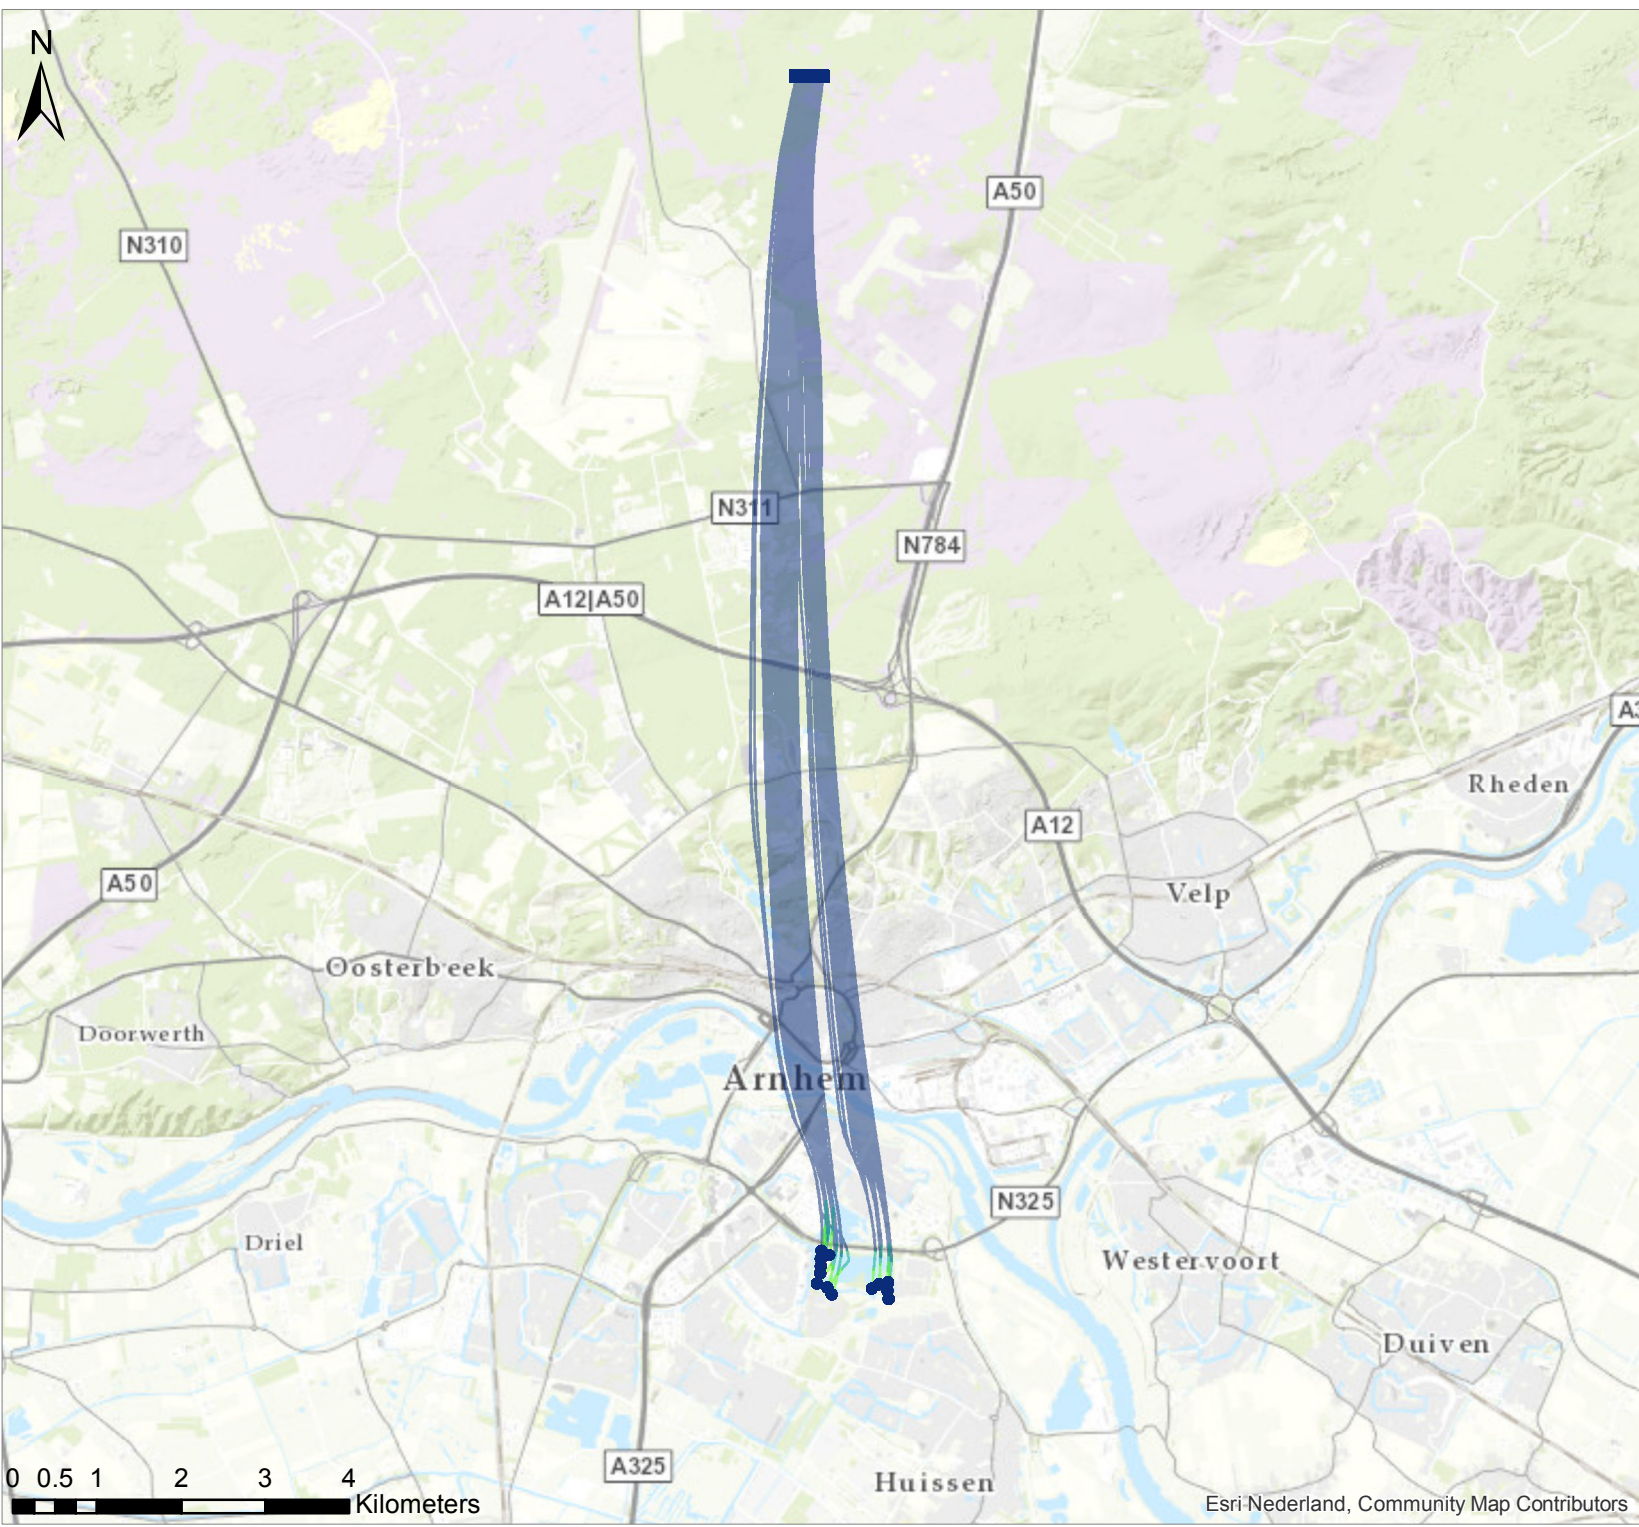 N
A50
N310
N311
N784
A12|A50
A3
Rheden
A12
A50
Velp
Oosterbeek
Doorwerth
Arnhem
N325
Driel
Westervoort
Duiven
A325
Huissen
0 0.5 1 2 3 4
Kilometers
Esri Nederland, Community Map Contributors